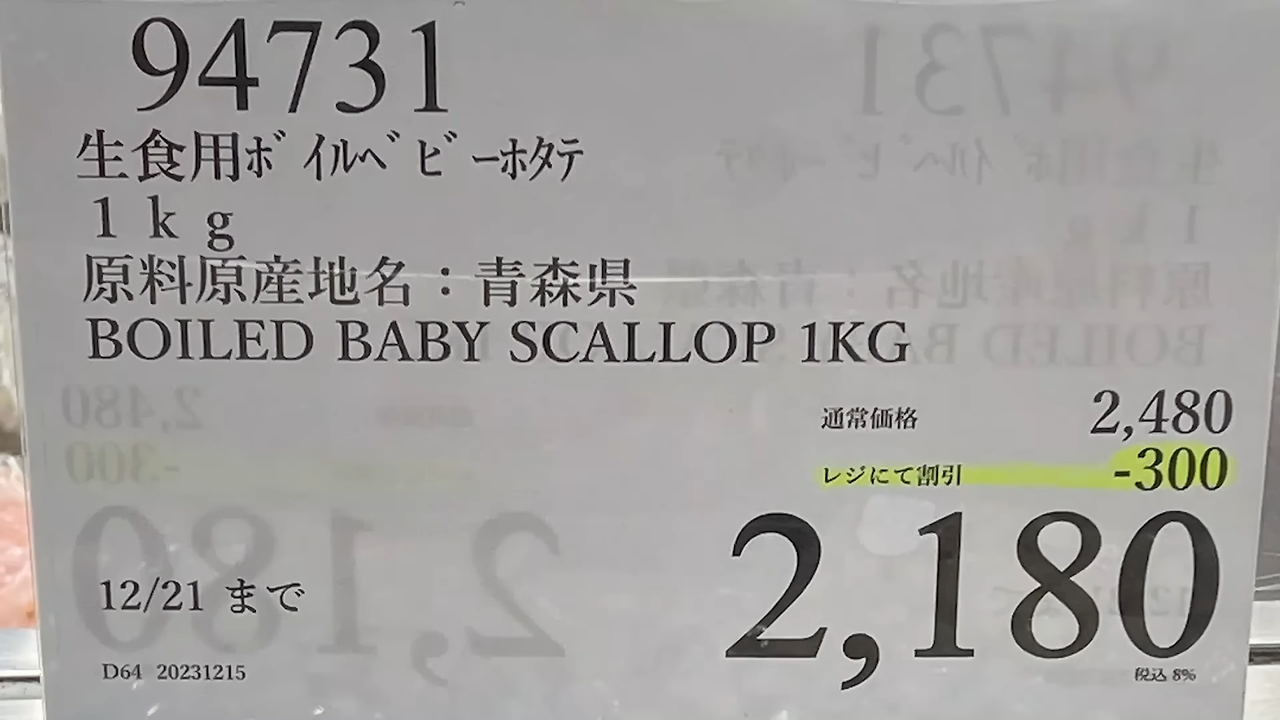 94731
生食用ﾎﾞｲﾙﾍﾞﾋﾞｰﾎﾀﾃ
１ｋｇ
原料原産地名：青森県
BOILED BABY SCALLOP 1KG
通常価格 2,480
レジにて割引 -300
2,180
12/21 まで
D64 20231215
税込 8%